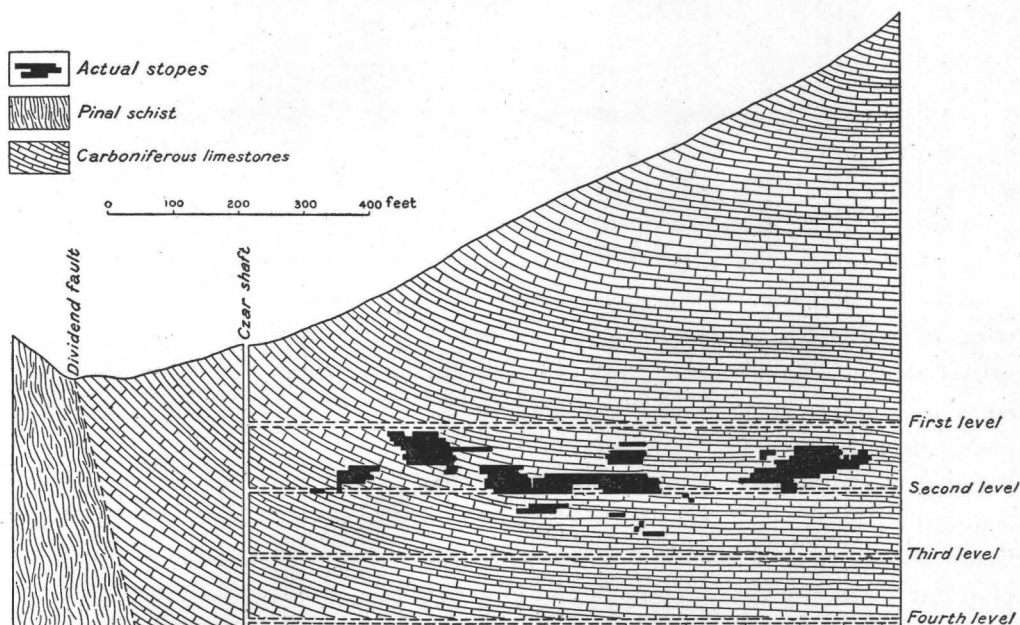 Actual stopes
Pinal schist
Carboniferous limestones
0 100 200 300 400 feet
Dividend fault
Czar shaft
First level
Second level
Third level
Fourth level